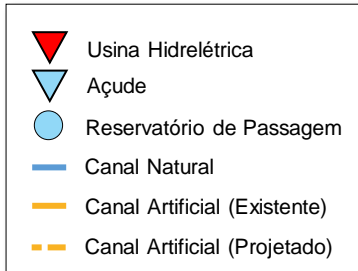 Usina Hidrelétrica
Açude
Reservatório de Passagem
Canal Natural
Canal Artificial (Existente)
Canal Artificial (Projetado)